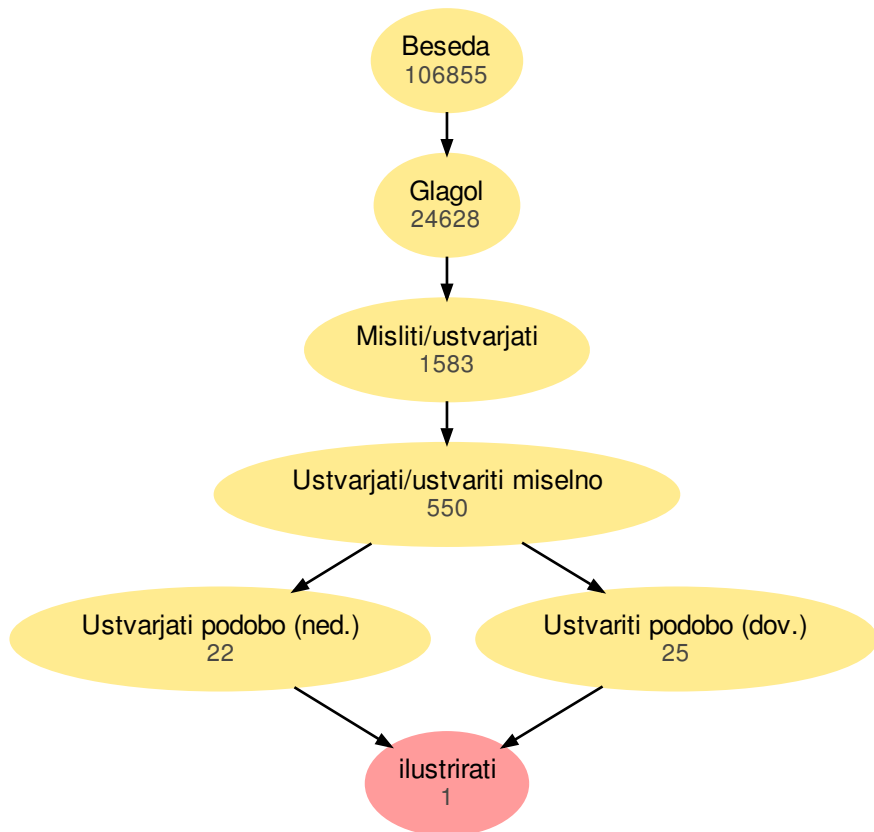 Beseda
106855
Glagol
24628
Misliti/ustvarjati
1583
Ustvarjati/ustvariti miselno
550
Ustvarjati podobo (ned.)
22
Ustvariti podobo (dov.)
25
ilustrirati
1